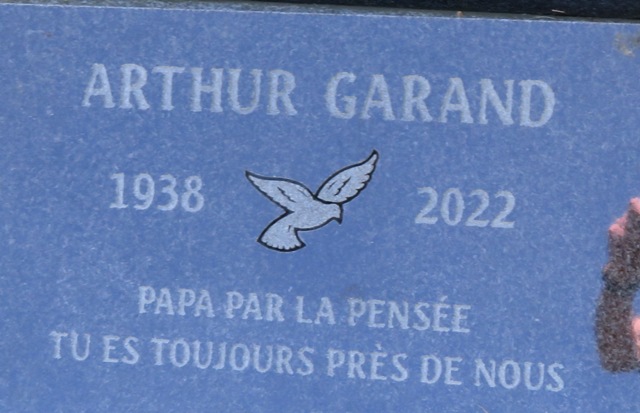 ARTHUR GARAND
1938 2022
PAPA PAR LA PENSÉE
TU ES TOUJOURS PRÈS DE NOUS